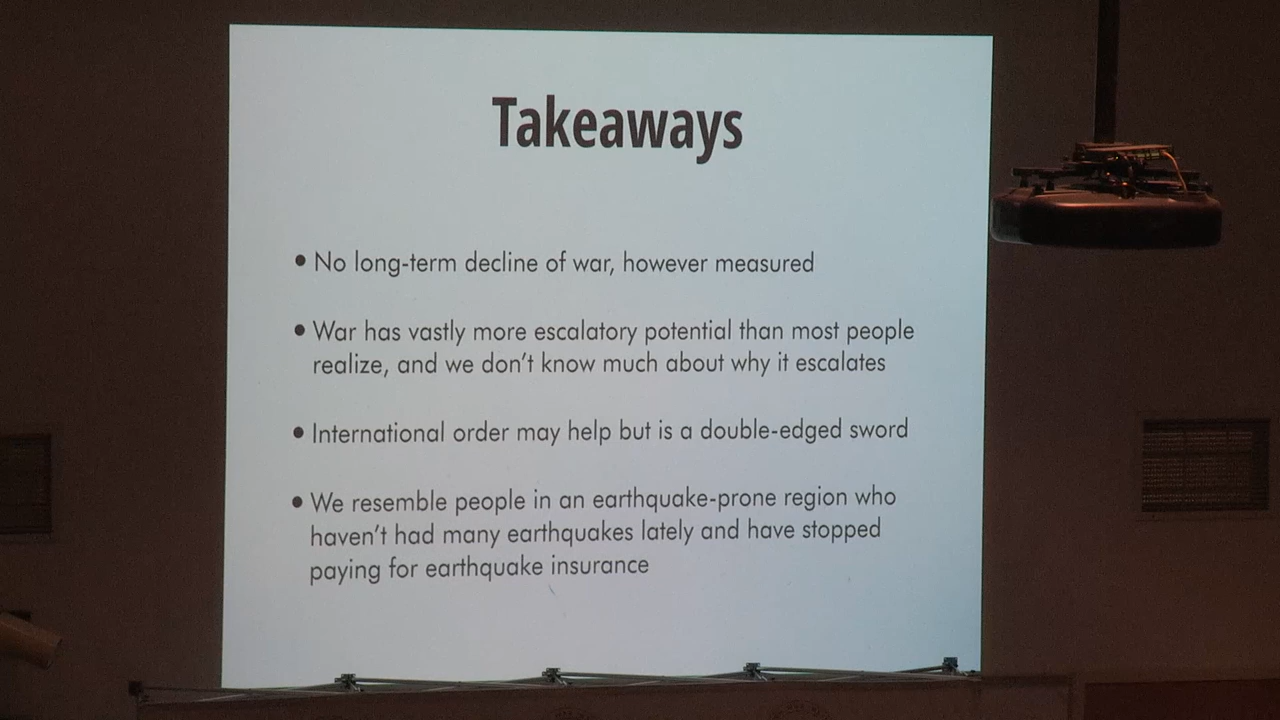 Takeaways
• No long-term decline of war, however measured
• War has vastly more escalatory potential than most people
realize, and we don't know much about why it escalates
• International order may help but is a double-edged sword
• We resemble people in an earthquake-prone region who
haven't had many earthquakes lately and have stopped
paying for earthquake insurance